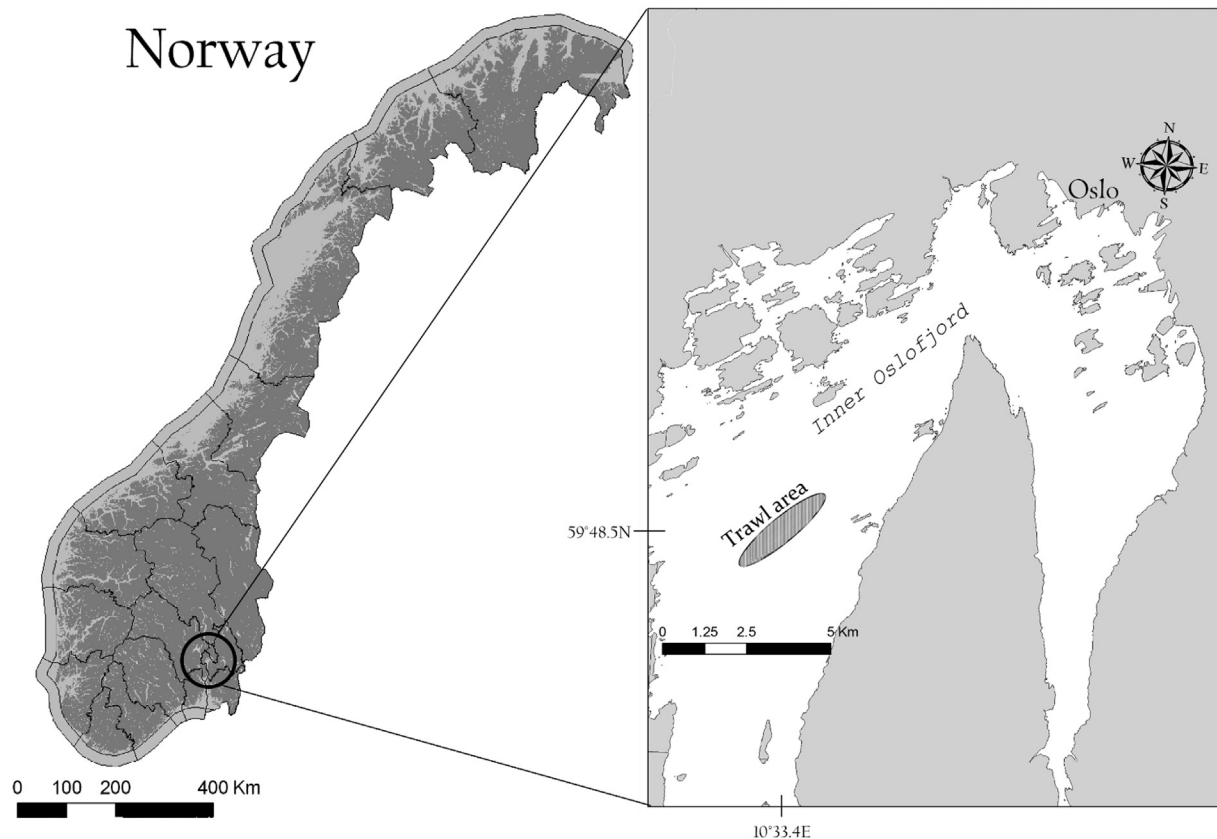 Norway
N
W
E
S
Oslo
Inner Oslofjord
Trawl area
59°48.5N
0 1.25 2.5 5 Km
0 100 200 400 Km
10°33.4E